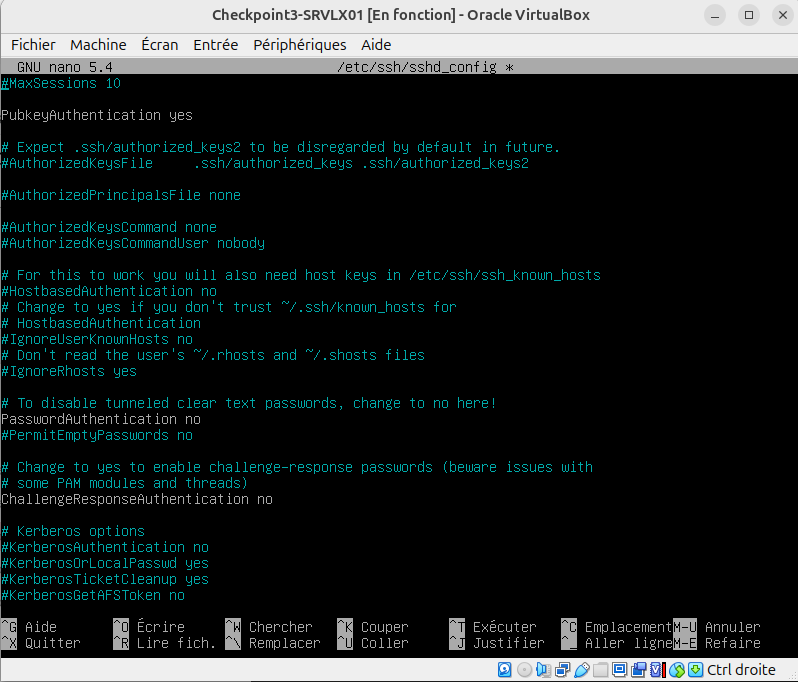 Checkpoint3-SRVLX01 [En fonction] - Oracle VirtualBox
Fichier Machine Écran Entrée Périphériques Aide
GNU nano 5.4 /etc/ssh/sshd_config *
#MaxSessions 10
PubkeyAuthentication yes
# Expect .ssh/authorized_keys2 to be disregarded by default in future.
#AuthorizedKeysFile .ssh/authorized_keys .ssh/authorized_keys2
#AuthorizedPrincipalsFile none
#AuthorizedKeysCommand none
#AuthorizedKeysCommandUser nobody
# For this to work you will also need host keys in /etc/ssh/ssh_known_hosts
#HostbasedAuthentication no
# Change to yes if you don't trust ~/.ssh/known_hosts for
# HostbasedAuthentication
#IgnoreUserKnownHosts no
# Don't read the user's ~/.rhosts and ~/.shosts files
#IgnoreRhosts yes
# To disable tunneled clear text passwords, change to no here!
PasswordAuthentication no
#PermitEmptyPasswords no
# Change to yes to enable challenge-response passwords (beware issues with
# some PAM modules and threads)
ChallengeResponseAuthentication no
# Kerberos options
#KerberosAuthentication no
#KerberosOrLocalPasswd yes
#KerberosTicketCleanup yes
#KerberosGetAFSToken no
^G Aide ^O Écrire ^W Chercher ^K Couper ^T Exécuter ^C Emplacement M-U Annuler
^X Quitter ^R Lire fich. ^\ Remplacer ^U Coller ^J Justifier ^_ Aller ligne M-E Refaire
Ctrl droite